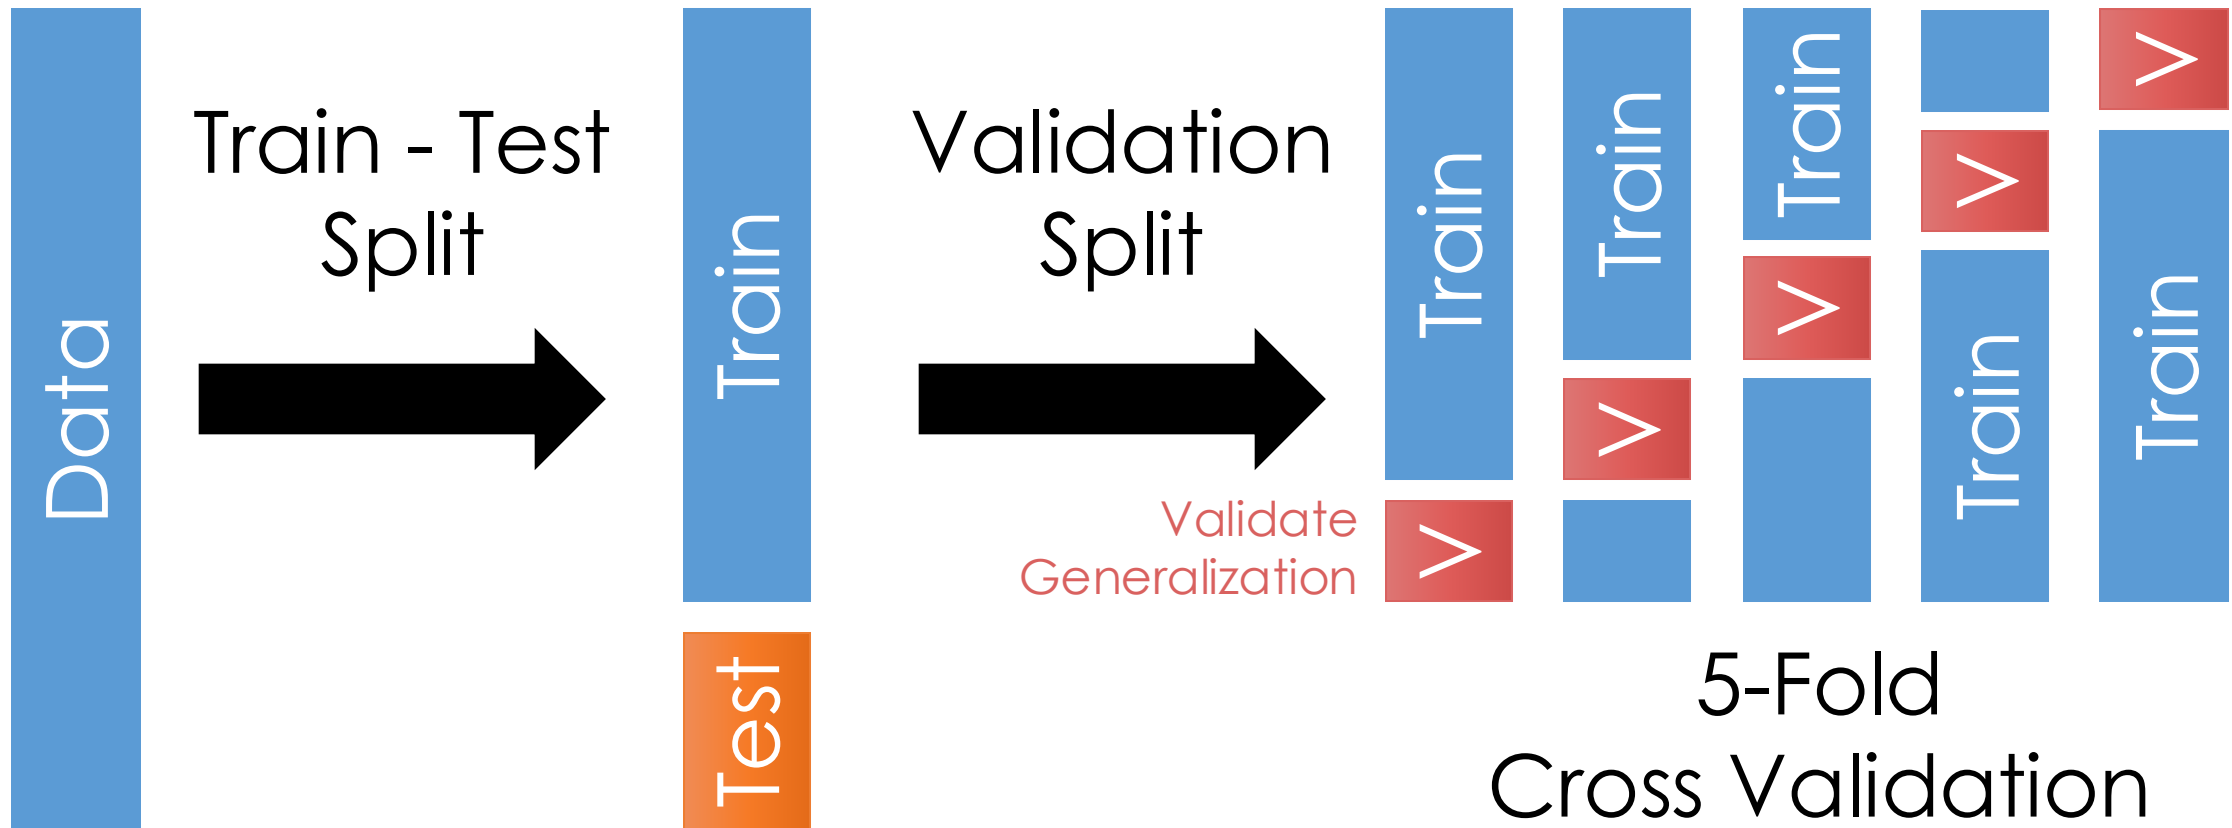 Data
Train - Test
Split
Train
Test
Validation
Split
Validate
Generalization
Train
V
Train
V
Train
V
V
Train
V
Train
5-Fold
Cross Validation